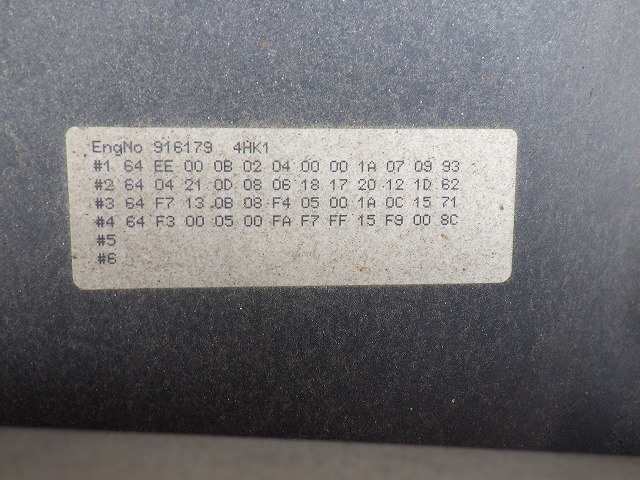 EngNo 916179 4HK1
#1 64 EE 00 0B 02 04 00 00 1A 07 09 93
#2 64 04 21 0D 08 06 18 17 20 12 1D 62
#3 64 F7 13 0B 08 F4 05 00 1A 0C 15 71
#4 64 F3 00 05 00 FA F7 FF 15 F9 00 8C
#5
#6